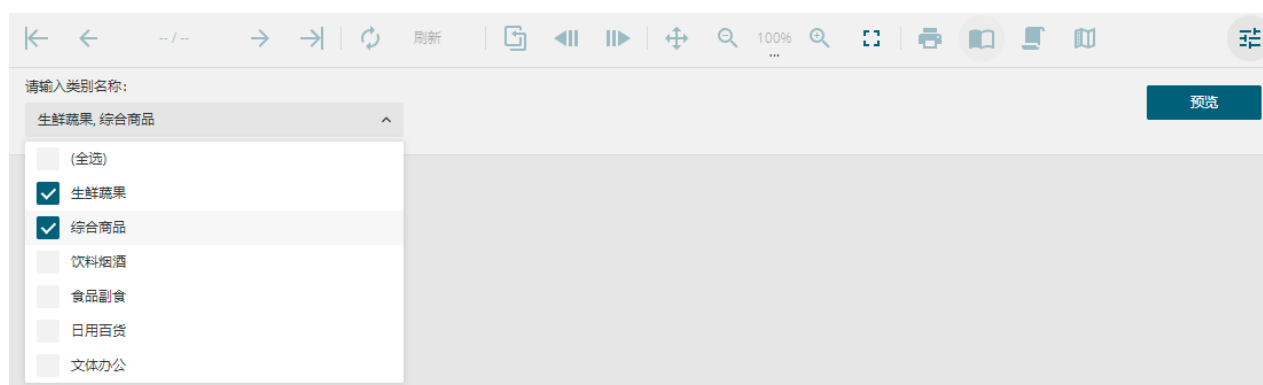 -- / --
刷新
100%
...
请输入类别名称:
预览
生鲜蔬果, 综合商品
(全选)
生鲜蔬果
综合商品
饮料烟酒
食品副食
日用百货
文体办公